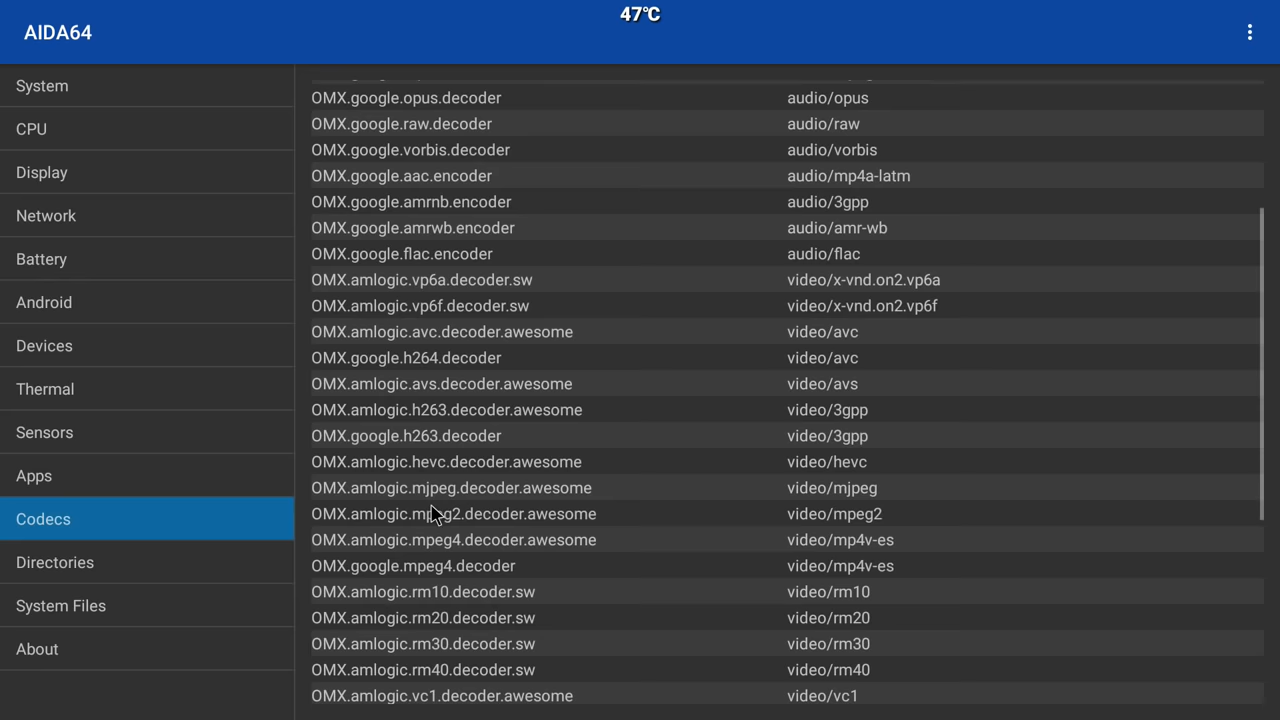 47°C
AIDA64
System
CPU
Display
Network
Battery
Android
Devices
Thermal
Sensors
Apps
Codecs
Directories
System Files
About
OMX.google.opus.decoder audio/opus
OMX.google.raw.decoder audio/raw
OMX.google.vorbis.decoder audio/vorbis
OMX.google.aac.encoder audio/mp4a-latm
OMX.google.amrnb.encoder audio/3gpp
OMX.google.amrwb.encoder audio/amr-wb
OMX.google.flac.encoder audio/flac
OMX.amlogic.vp6a.decoder.sw video/x-vnd.on2.vp6a
OMX.amlogic.vp6f.decoder.sw video/x-vnd.on2.vp6f
OMX.amlogic.avc.decoder.awesome video/avc
OMX.google.h264.decoder video/avc
OMX.amlogic.avs.decoder.awesome video/avs
OMX.amlogic.h263.decoder.awesome video/3gpp
OMX.google.h263.decoder video/3gpp
OMX.amlogic.hevc.decoder.awesome video/hevc
OMX.amlogic.mjpeg.decoder.awesome video/mjpeg
OMX.amlogic.mpeg2.decoder.awesome video/mpeg2
OMX.amlogic.mpeg4.decoder.awesome video/mp4v-es
OMX.google.mpeg4.decoder video/mp4v-es
OMX.amlogic.rm10.decoder.sw video/rm10
OMX.amlogic.rm20.decoder.sw video/rm20
OMX.amlogic.rm30.decoder.sw video/rm30
OMX.amlogic.rm40.decoder.sw video/rm40
OMX.amlogic.vc1.decoder.awesome video/vc1